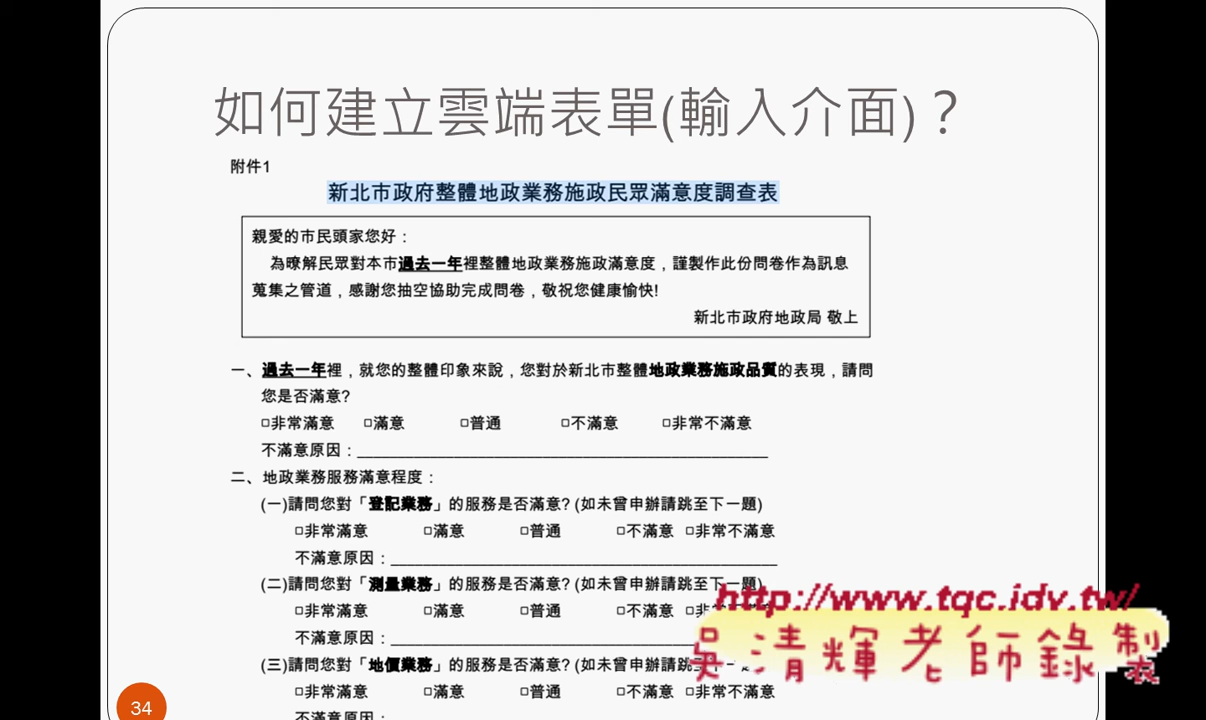 如何建立雲端表單(輸入介面)？
附件1
新北市政府整體地政業務施政民眾滿意度調查表
親愛的市民頭家您好：
為瞭解民眾對本市過去一年裡整體地政業務施政滿意度，謹製作此份問卷作為訊息
蒐集之管道，感謝您抽空協助完成問卷，敬祝您健康愉快!
新北市政府地政局 敬上
一、過去一年裡，就您的整體印象來說，您對於新北市整體地政業務施政品質的表現，請問
您是否滿意?
□非常滿意 □滿意 □普通 □不滿意 □非常不滿意
不滿意原因：
二、地政業務服務滿意程度：
(一)請問您對「登記業務」的服務是否滿意? (如未曾申辦請跳至下一題)
□非常滿意 □滿意 □普通 □不滿意 □非常不滿意
不滿意原因：
(二)請問您對「測量業務」的服務是否滿意? (如未曾申辦請跳至下一題)
□非常滿意 □滿意 □普通 □不滿意 □非
不滿意原因：
(三)請問您對「地價業務」的服務是否滿意? (如未曾申辦請跳
□非常滿意 □滿意 □普通 □不滿意 □非常不滿意
不滿意原因：
http://www.tqc.idv.tw/
吳清輝老師錄製
34